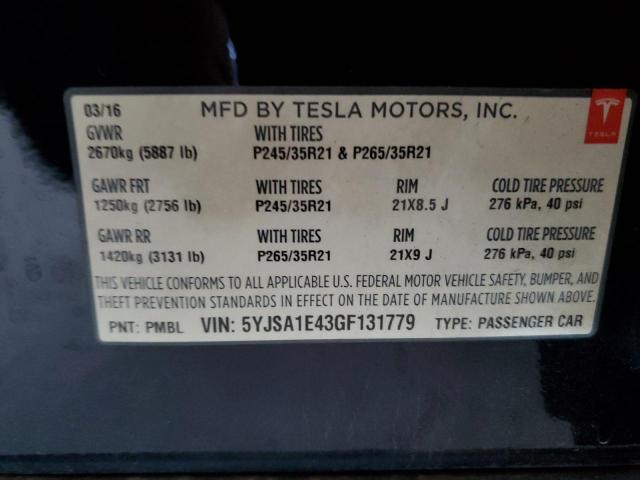 03/16 MFD BY TESLA MOTORS, INC.
GVWR WITH TIRES
2670kg (5887 lb) P245/35R21 & P265/35R21
TESLA
GAWR FRT WITH TIRES RIM COLD TIRE PRESSURE
1250kg (2756 lb) P245/35R21 21X8.5 J 276 kPa, 40 psi
GAWR RR WITH TIRES RIM COLD TIRE PRESSURE
1420kg (3131 lb) P265/35R21 21X9 J 276 kPa, 40 psi
THIS VEHICLE CONFORMS TO ALL APPLICABLE U.S. FEDERAL MOTOR VEHICLE SAFETY, BUMPER, AND
THEFT PREVENTION STANDARDS IN EFFECT ON THE DATE OF MANUFACTURE SHOWN ABOVE.
PNT: PMBL VIN: 5YJSA1E43GF131779 TYPE: PASSENGER CAR